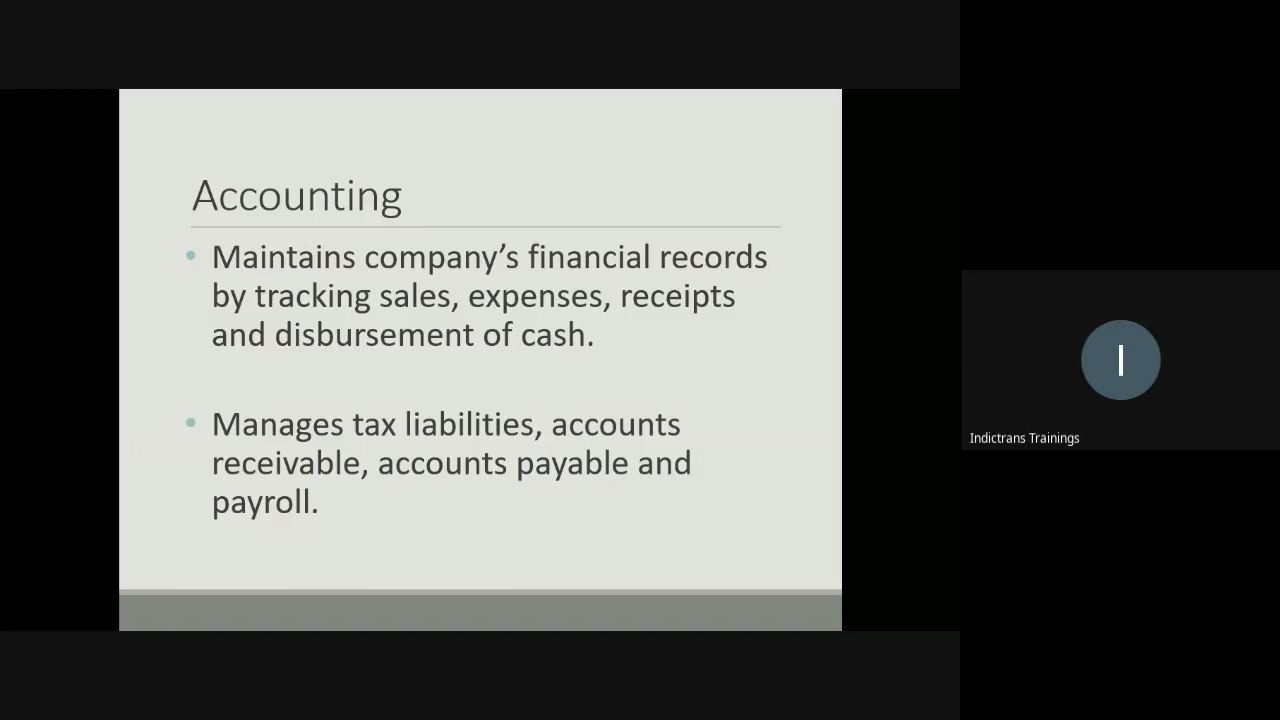 Accounting
• Maintains company’s financial records
by tracking sales, expenses, receipts
and disbursement of cash.
• Manages tax liabilities, accounts
receivable, accounts payable and
payroll.
I
Indictrans Trainings